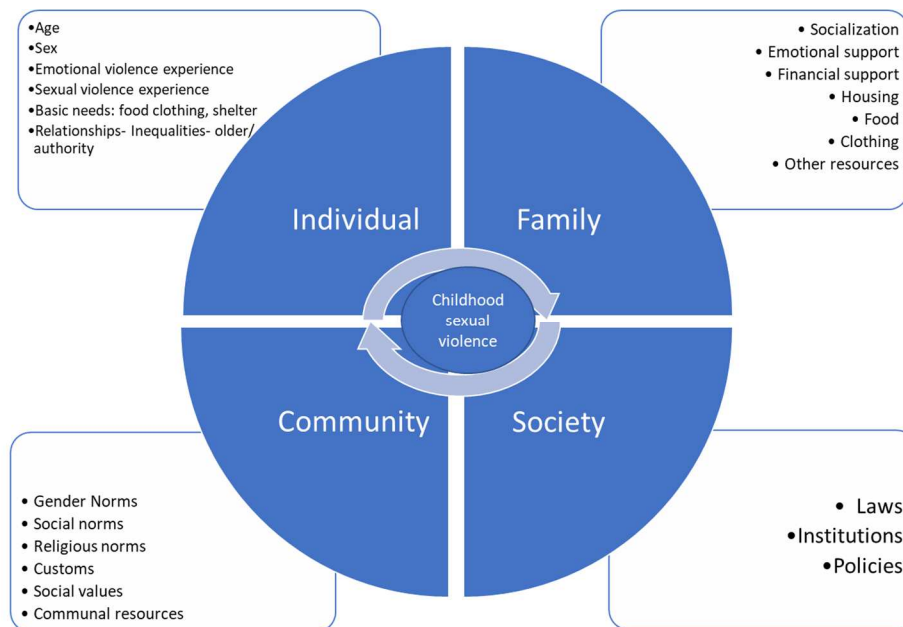 •Age
•Sex
•Emotional violence experience
•Sexual violence experience
•Basic needs: food clothing, shelter
•Relationships- Inequalities- older/
authority
• Socialization
• Emotional support
• Financial support
• Housing
• Food
• Clothing
• Other resources
Individual
Family
Childhood
sexual
violence
Community
Society
• Gender Norms
• Social norms
• Religious norms
• Customs
• Social values
• Communal resources
• Laws
•Institutions
•Policies